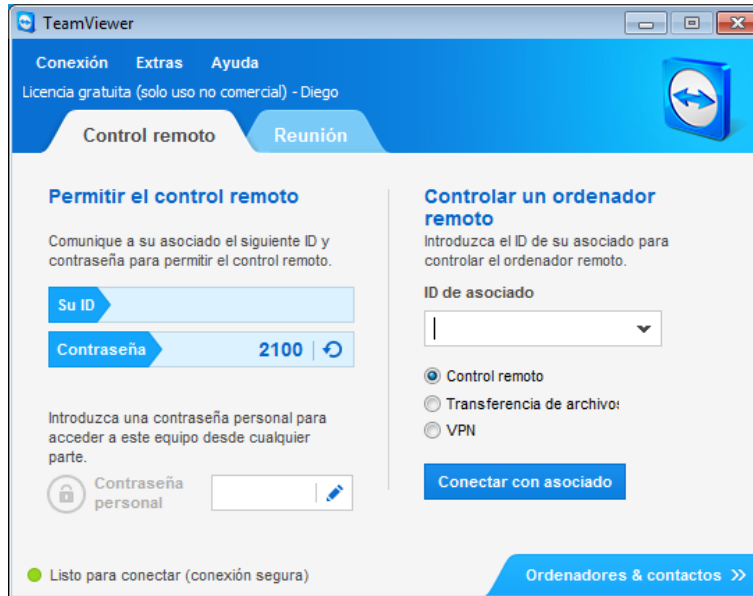 TeamViewer
Conexión Extras Ayuda
Licencia gratuita (solo uso no comercial) - Diego
Control remoto Reunión
Permitir el control remoto
Comunique a su asociado el siguiente ID y
contraseña para permitir el control remoto.
Su ID
Contraseña 2100
Introduzca una contraseña personal para
acceder a este equipo desde cualquier
parte.
Contraseña
personal
Controlar un ordenador
remoto
Introduzca el ID de su asociado para
controlar el ordenador remoto.
ID de asociado
Control remoto
Transferencia de archivos
VPN
Conectar con asociado
Listo para conectar (conexión segura)
Ordenadores & contactos >>